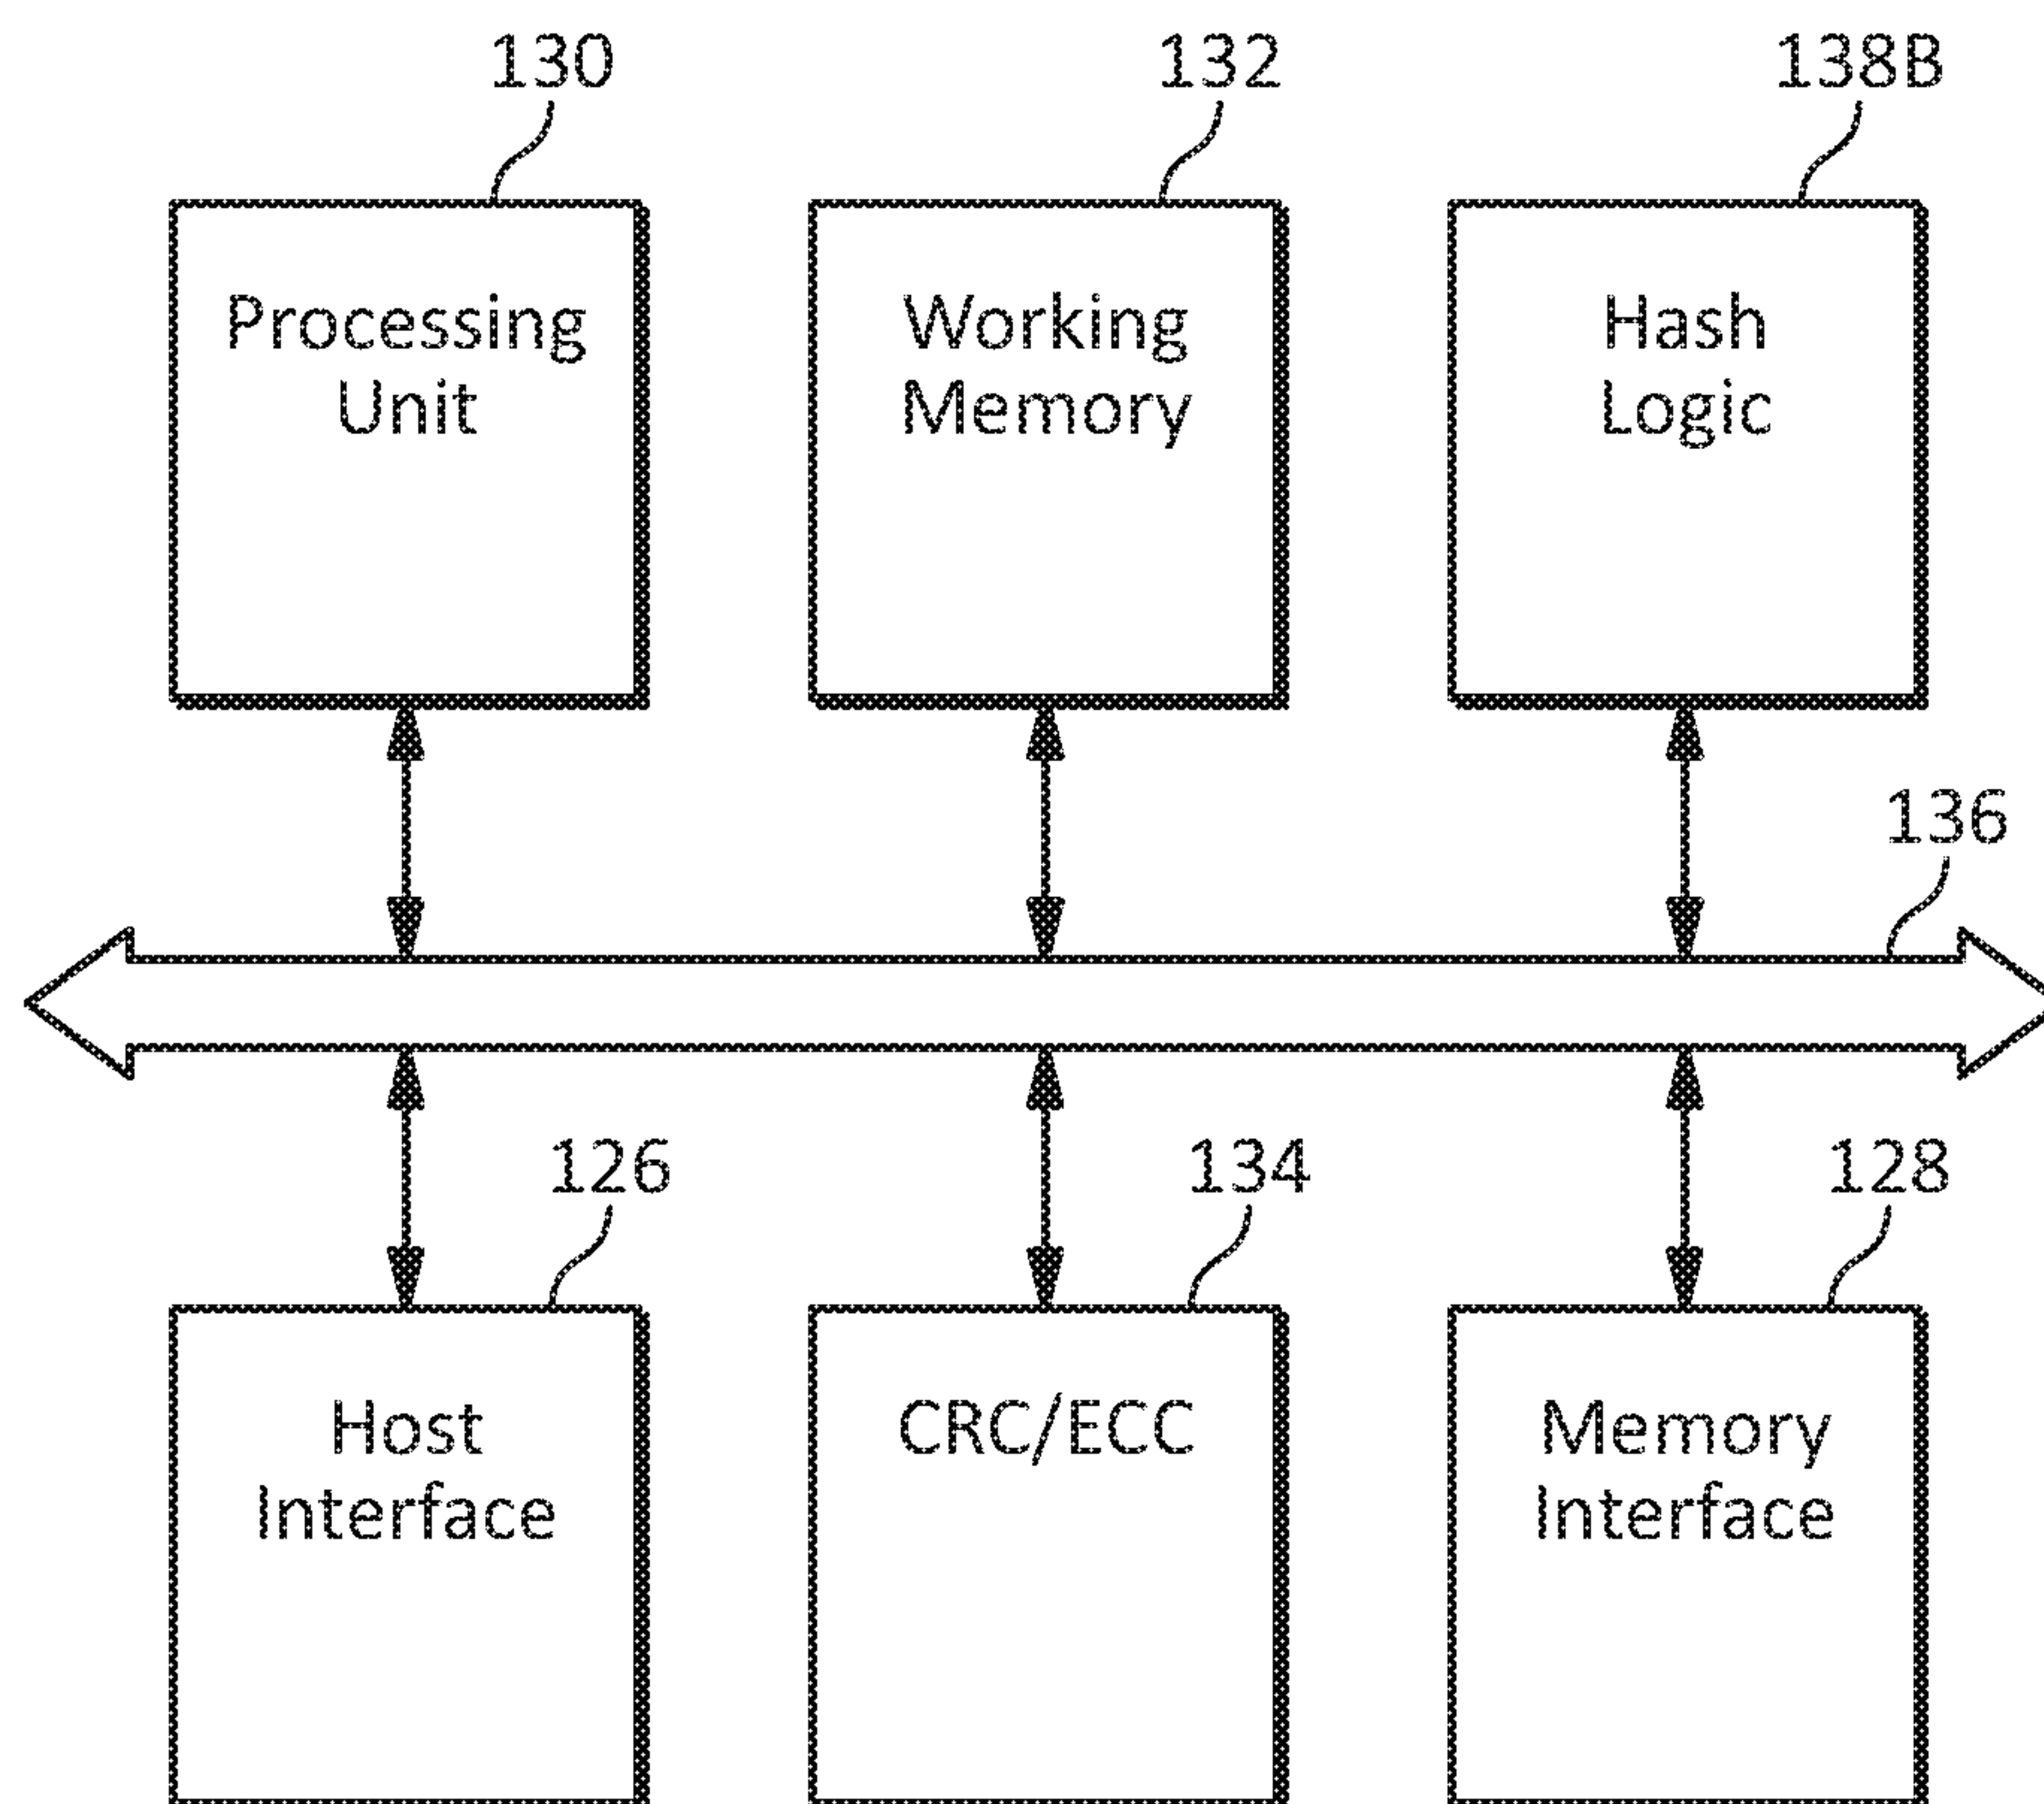 130
132
138B
Processing
Unit
Working
Memory
Hash
Logic
136
126
134
128
Host
Interface
CRC/ECC
Memory
Interface